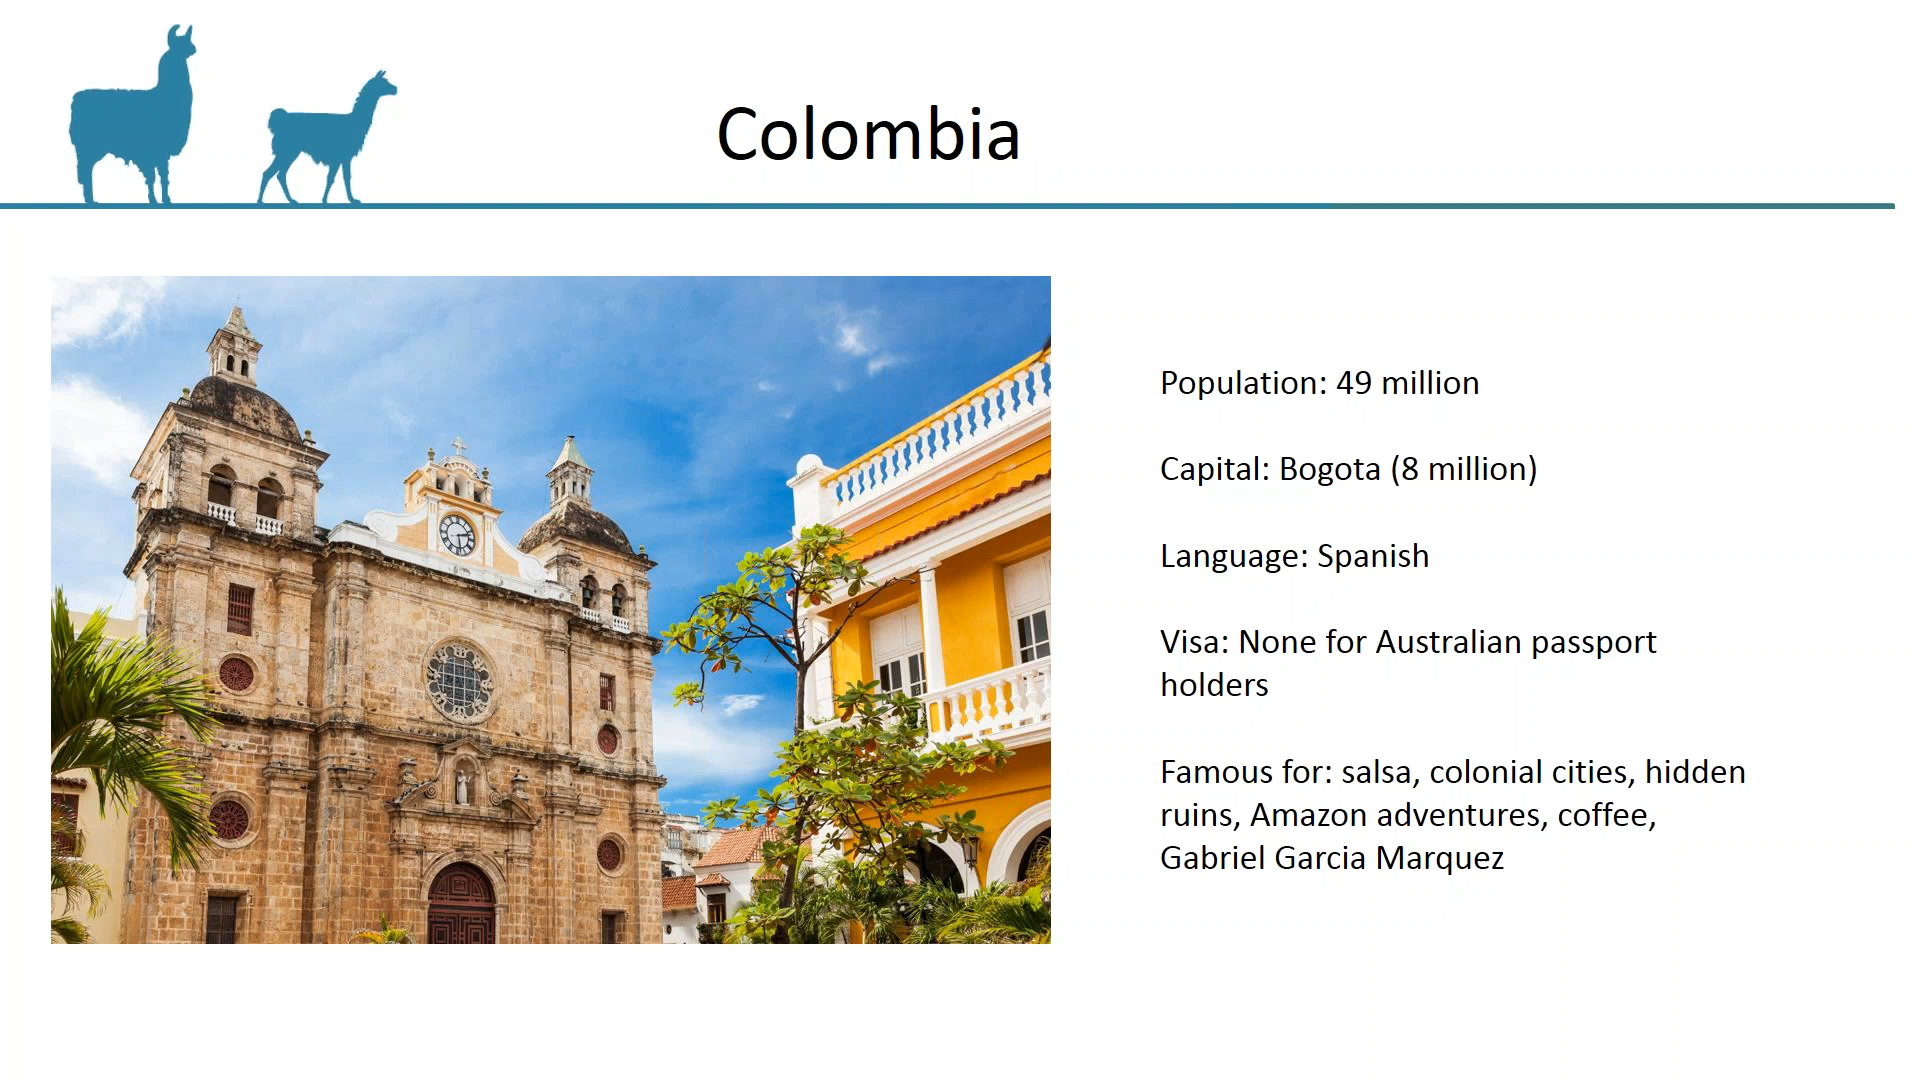 Colombia
Population: 49 million
Capital: Bogota (8 million)
Language: Spanish
Visa: None for Australian passport
holders
Famous for: salsa, colonial cities, hidden
ruins, Amazon adventures, coffee,
Gabriel Garcia Marquez